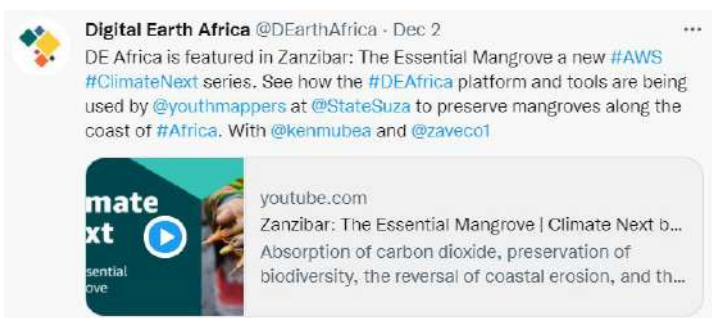 Digital Earth Africa @DEarthAfrica · Dec 2
DE Africa is featured in Zanzibar: The Essential Mangrove a new #AWS
#ClimateNext series. See how the #DEAfrica platform and tools are being
used by @youthmappers at @StateSuza to preserve mangroves along the
coast of #Africa. With @kenmubea and @zaveco1
mate
xt
sential
ove
youtube.com
Zanzibar: The Essential Mangrove | Climate Next b...
Absorption of carbon dioxide, preservation of
biodiversity, the reversal of coastal erosion, and th...